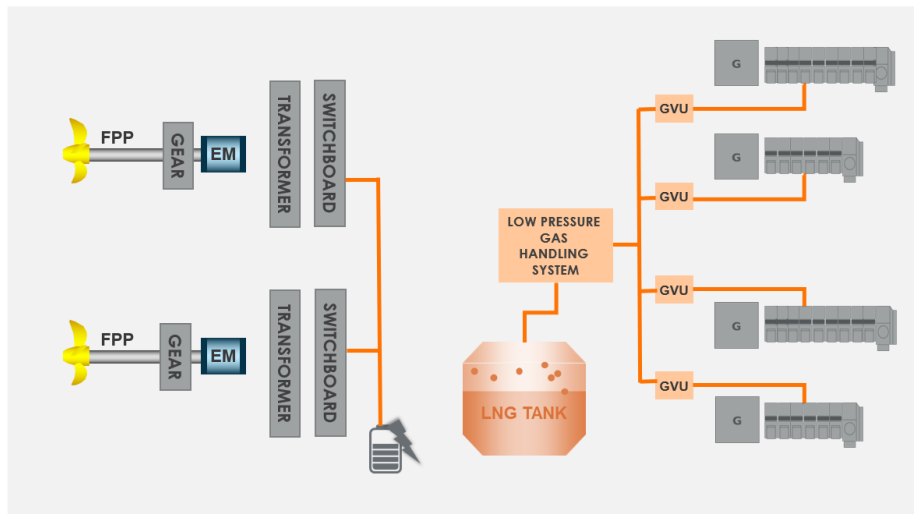 FPP
GEAR
EM
TRANSFORMER
SWITCHBOARD
FPP
GEAR
EM
TRANSFORMER
SWITCHBOARD
LOW PRESSURE
GAS
HANDLING
SYSTEM
LNG TANK
GVU
G
GVU
G
GVU
G
GVU
G